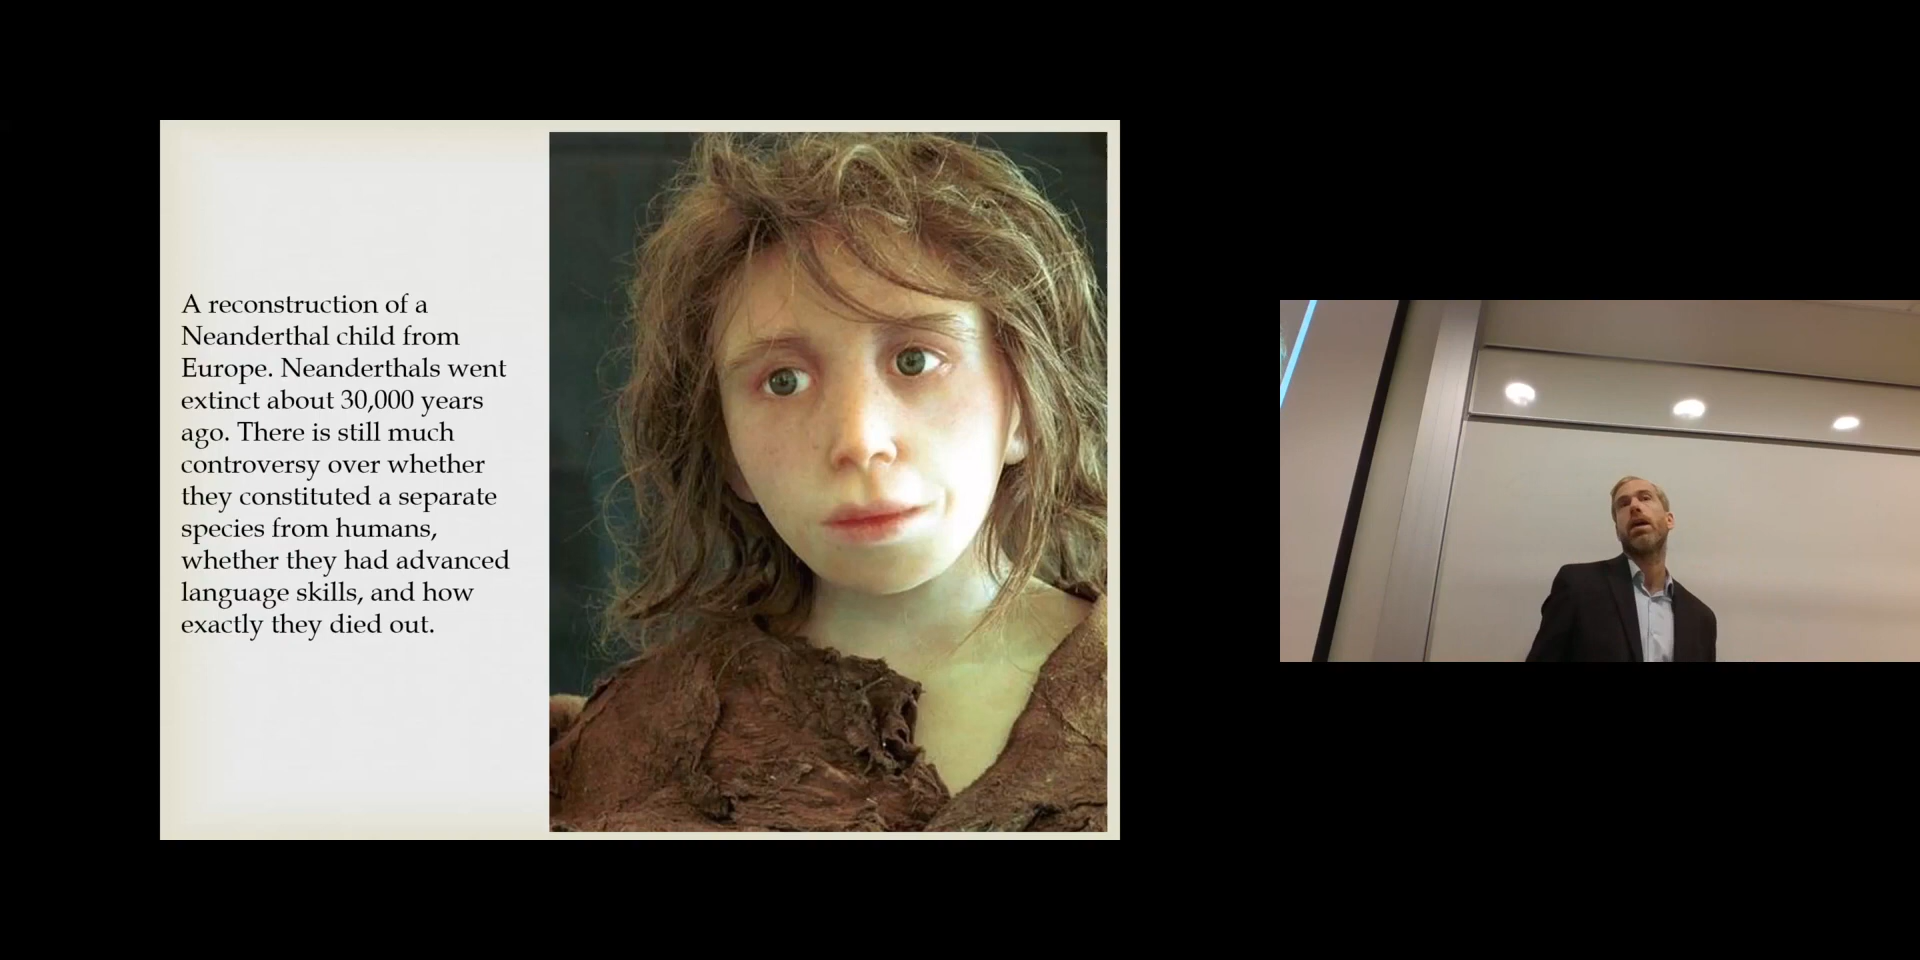 A reconstruction of a
Neanderthal child from
Europe. Neanderthals went
extinct about 30,000 years
ago. There is still much
controversy over whether
they constituted a separate
species from humans,
whether they had advanced
language skills, and how
exactly they died out.